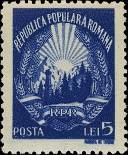 REPUBLICA POPULARA ROMANA
RPR
POSTA LEI 5